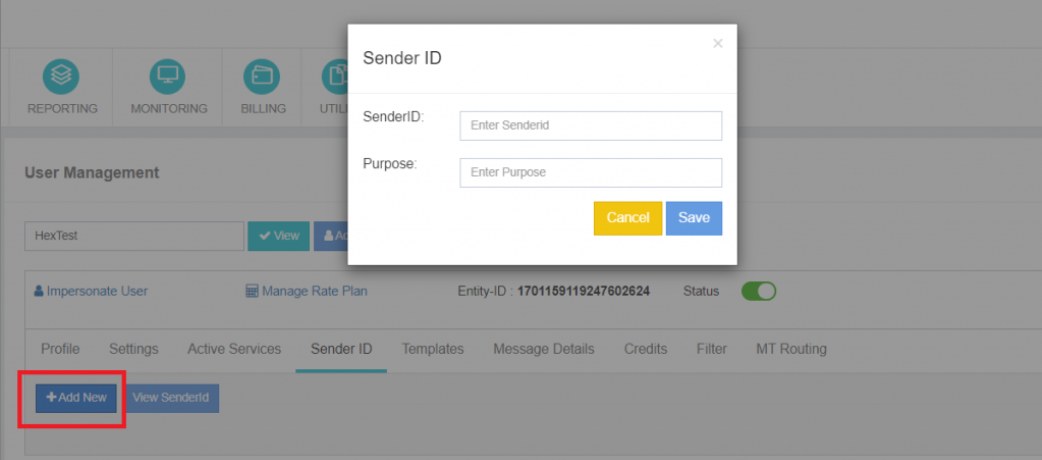 Sender ID
×
SenderID:
Enter Senderid
Purpose:
Enter Purpose
Cancel
Save
REPORTING
MONITORING
BILLING
User Management
HexTest
View
Impersonate User
Manage Rate Plan
Entity-ID : 1701159119247602624
Status
Profile
Settings
Active Services
Sender ID
Templates
Message Details
Credits
Filter
MT Routing
+Add New
View SenderId